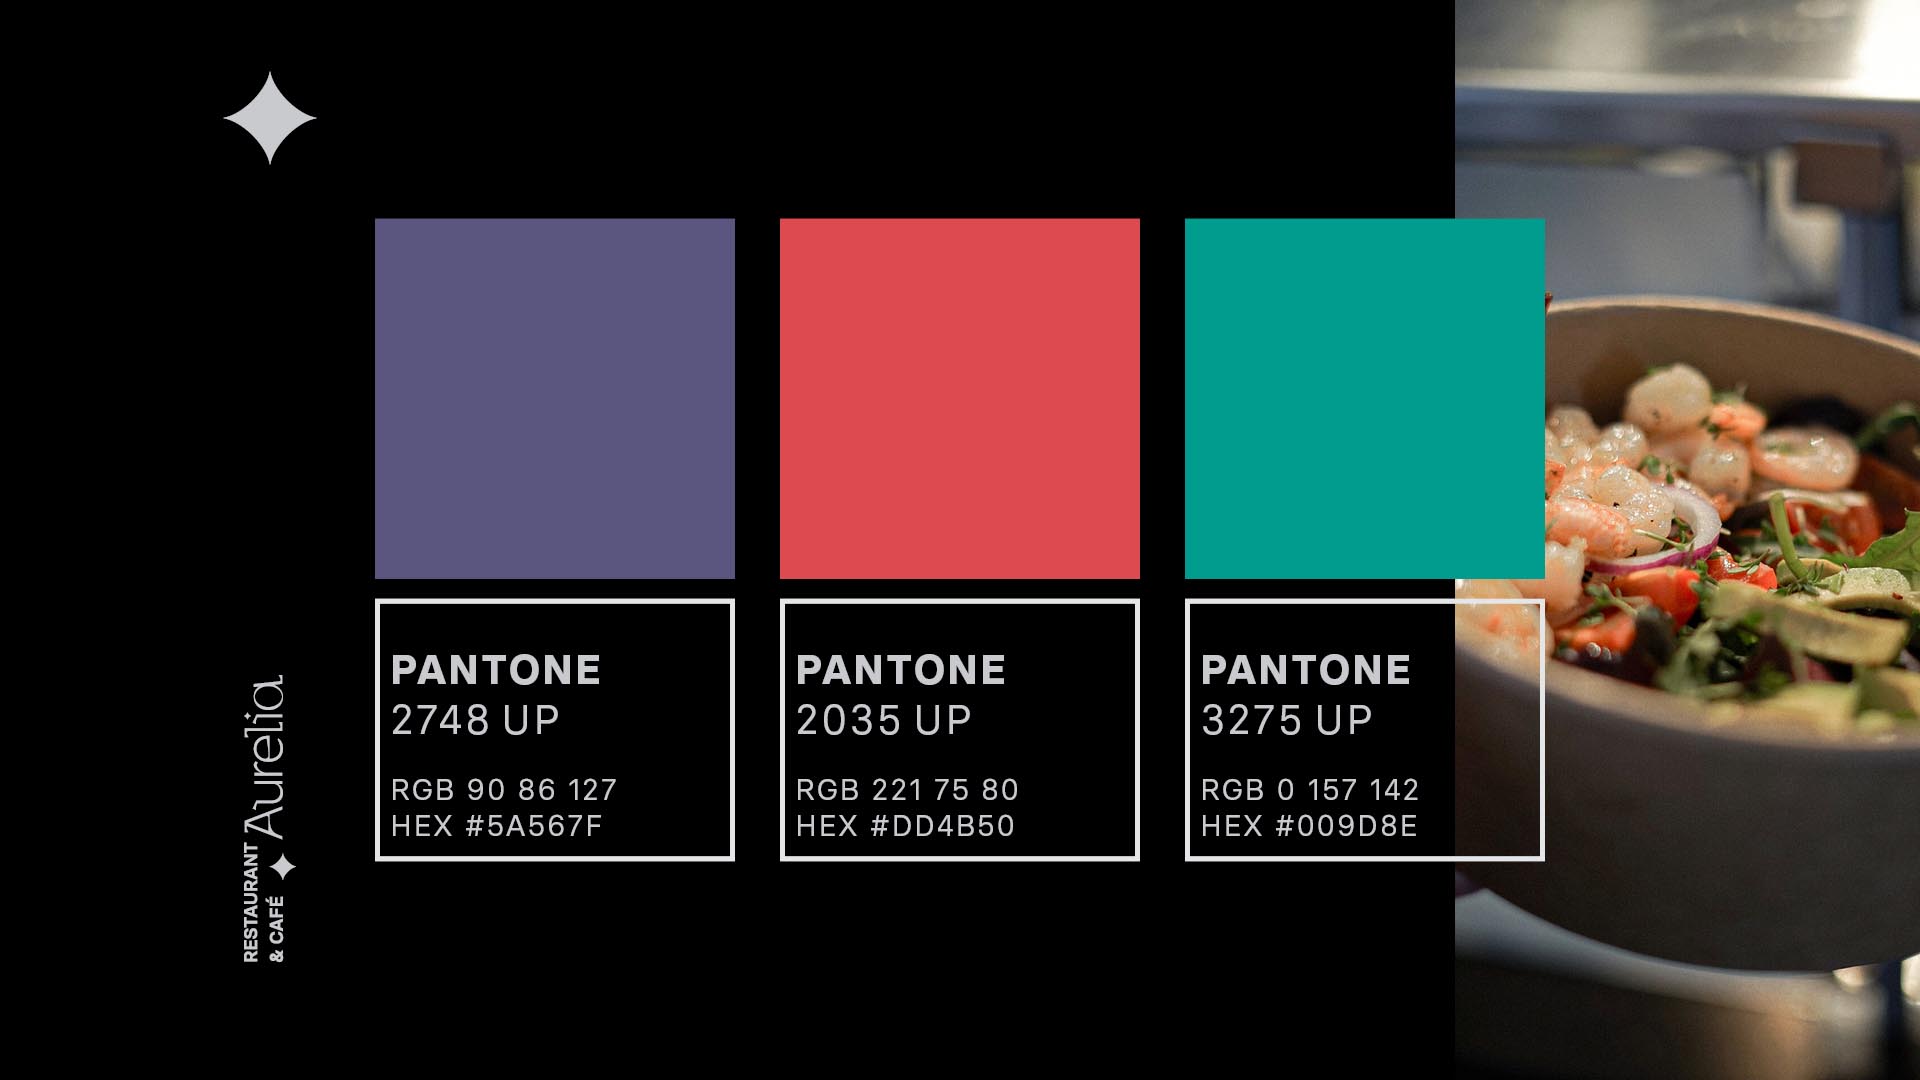 PANTONE
2748 UP
RGB 90 86 127
HEX #5A567F
PANTONE
2035 UP
RGB 221 75 80
HEX #DD4B50
PANTONE
3275 UP
RGB 0 157 142
HEX #009D8E
RESTAURANT
& CAFÉ
Aurelia